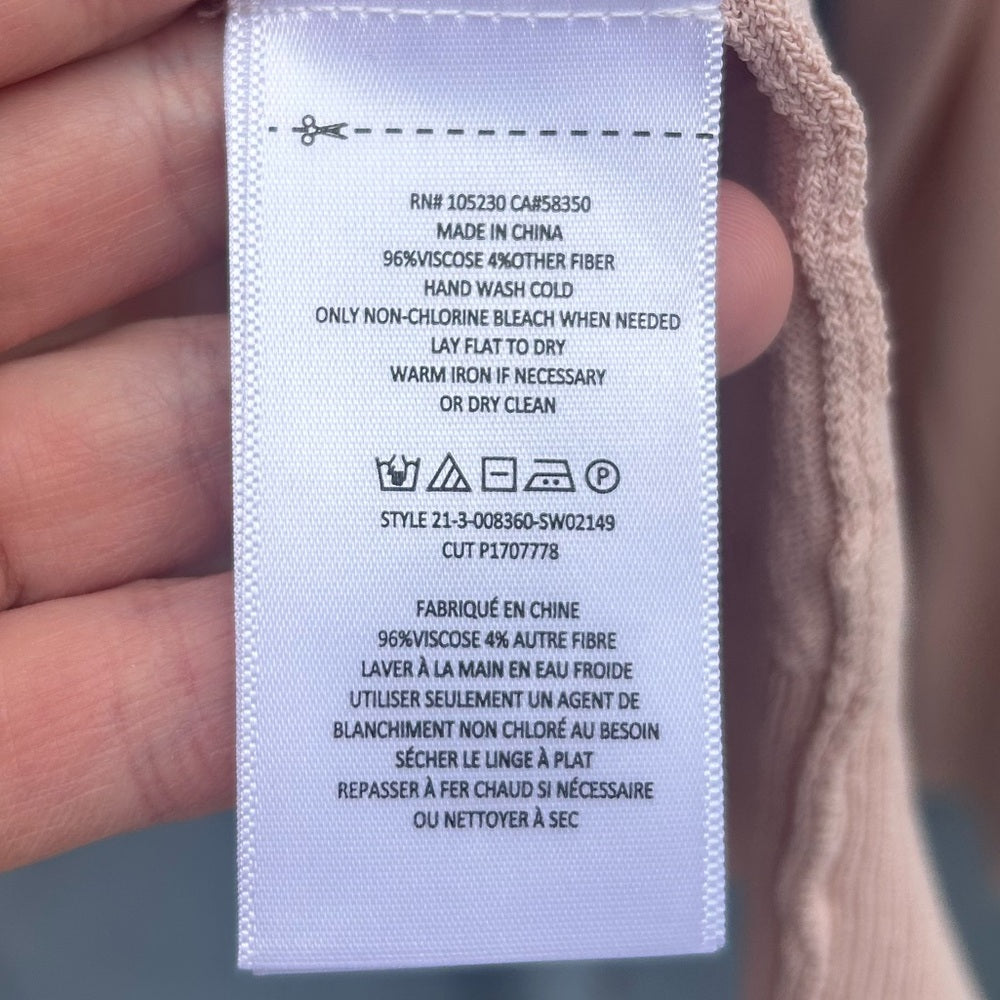 RN# 105230 CA#58350
MADE IN CHINA
96%VISCOSE 4%OTHER FIBER
HAND WASH COLD
ONLY NON-CHLORINE BLEACH WHEN NEEDED
LAY FLAT TO DRY
WARM IRON IF NECESSARY
OR DRY CLEAN
P
STYLE 21-3-008360-SW02149
CUT P1707778
FABRIQUÉ EN CHINE
96%VISCOSE 4% AUTRE FIBRE
LAVER À LA MAIN EN EAU FROIDE
UTILISER SEULEMENT UN AGENT DE
BLANCHIMENT NON CHLORÉ AU BESOIN
SÉCHER LE LINGE À PLAT
REPASSER À FER CHAUD SI NÉCESSAIRE
OU NETTOYER À SEC